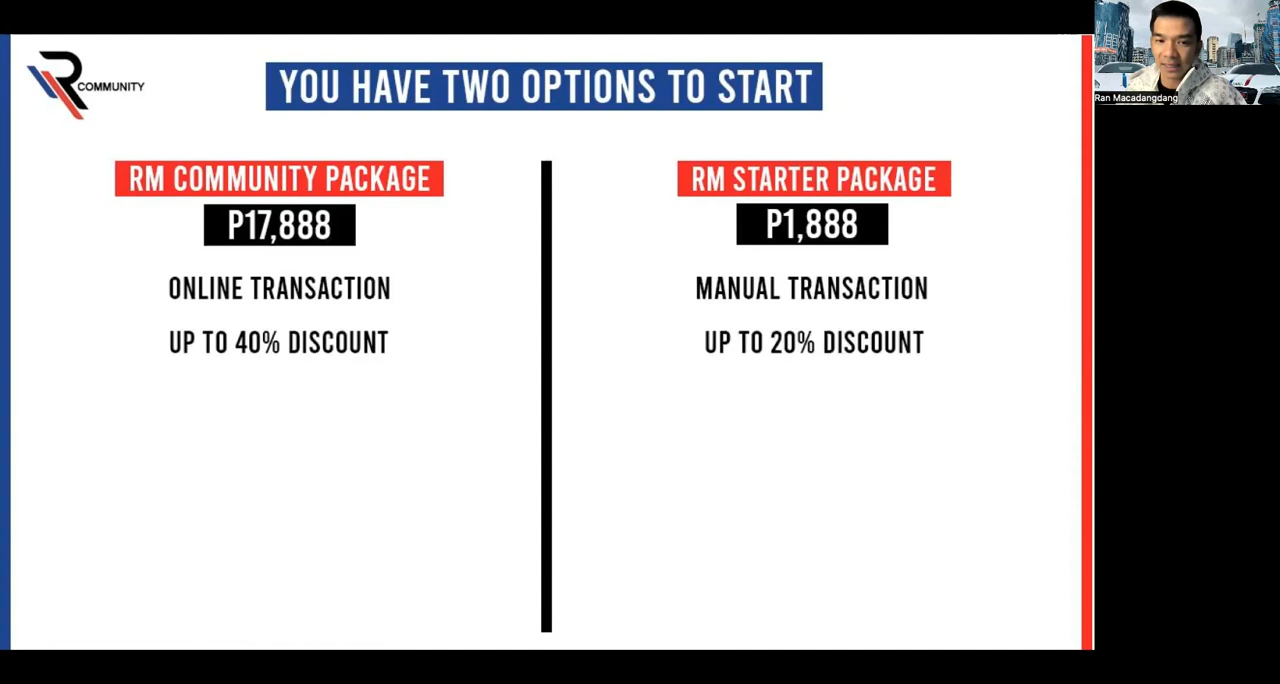 COMMUNITY
YOU HAVE TWO OPTIONS TO START
RM COMMUNITY PACKAGE
P17,888
ONLINE TRANSACTION
UP TO 40% DISCOUNT
RM STARTER PACKAGE
P1,888
MANUAL TRANSACTION
UP TO 20% DISCOUNT
Ran Macadangdang